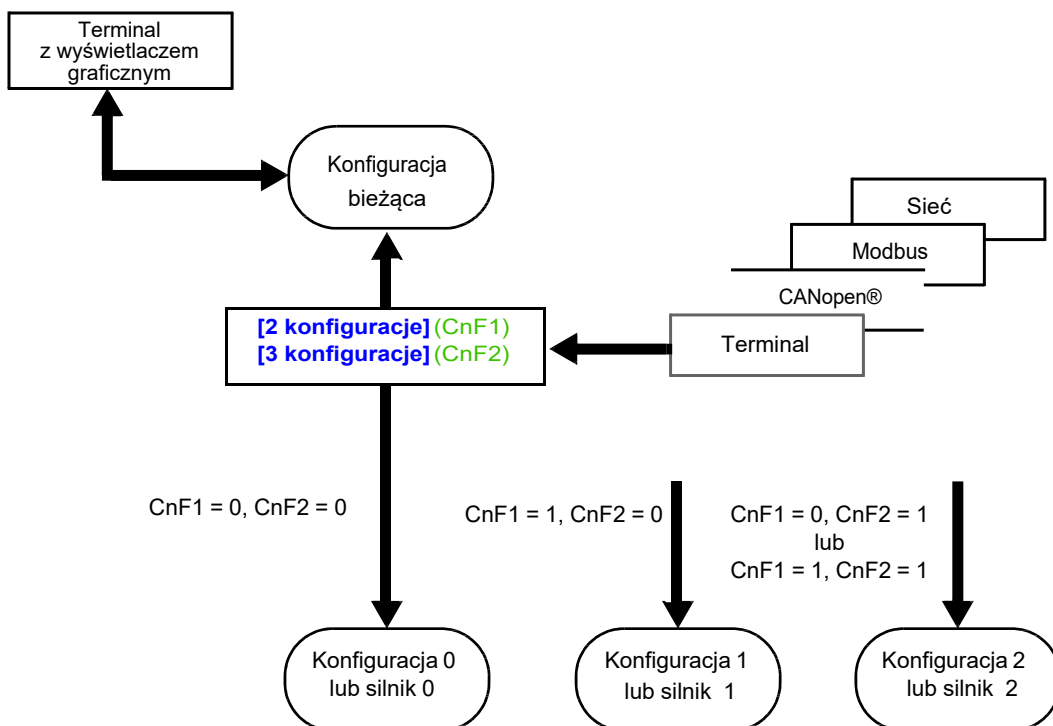 Terminal
z wyświetlaczem
graficznym
Konfiguracja
bieżąca
Sieć
Modbus
CANopen®
Terminal
[2 konfiguracje] (CnF1)
[3 konfiguracje] (CnF2)
CnF1 = 0, CnF2 = 0
CnF1 = 1, CnF2 = 0
CnF1 = 0, CnF2 = 1
lub
CnF1 = 1, CnF2 = 1
Konfiguracja 0
lub silnik 0
Konfiguracja 1
lub silnik 1
Konfiguracja 2
lub silnik 2